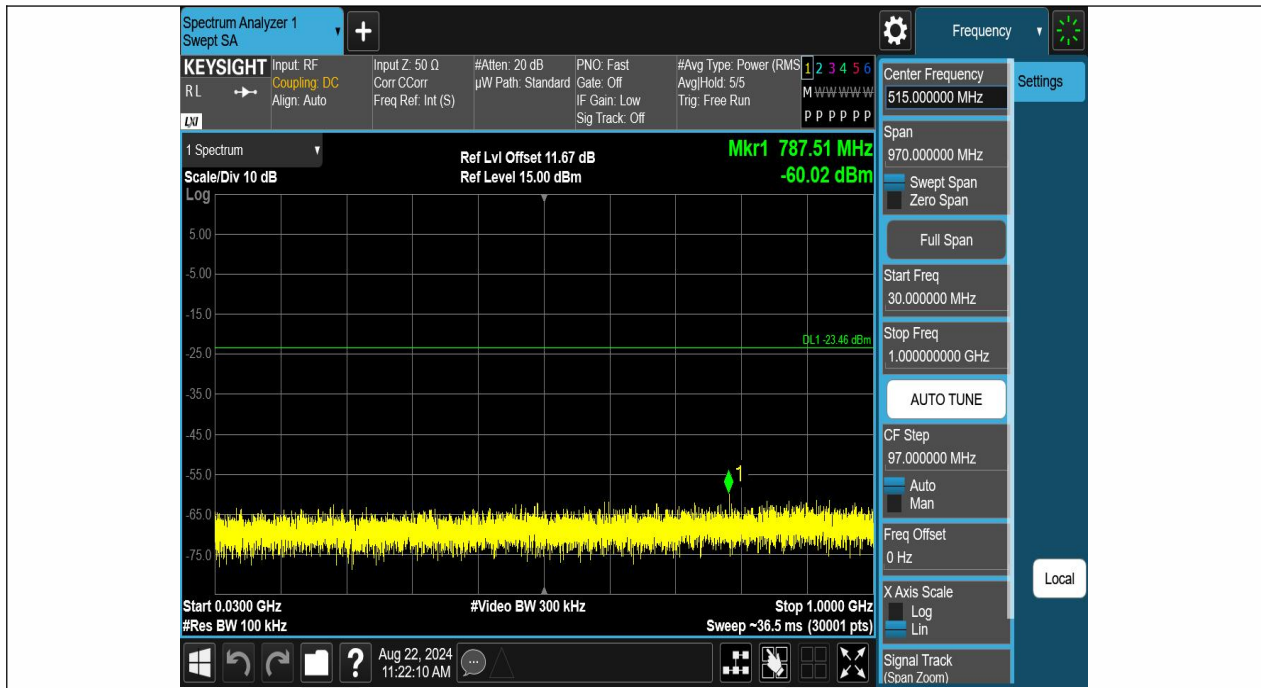 Spectrum Analyzer 1
Swept SA
Frequency
KEYSIGHT
R L
LXI
Input: RF
Coupling: DC
Align: Auto
Input Z: 50 Ω
Corr CCorr
Freq Ref: Int (S)
#Atten: 20 dB
µW Path: Standard
PNO: Fast
Gate: Off
IF Gain: Low
Sig Track: Off
#Avg Type: Power (RMS
Avg|Hold: 5/5
Trig: Free Run
1 2 3 4 5 6
M W W W W W
P P P P P P
1 Spectrum
Scale/Div 10 dB
Log
Ref Lvl Offset 11.67 dB
Ref Level 15.00 dBm
Mkr1 787.51 MHz
-60.02 dBm
5.00
-5.00
-15.0
DL1 -23.46 dBm
-25.0
-35.0
-45.0
-55.0
1
-65.0
-75.0
Start 0.0300 GHz
#Res BW 100 kHz
#Video BW 300 kHz
Stop 1.0000 GHz
Sweep ~36.5 ms (30001 pts)
?
Aug 22, 2024
11:22:10 AM
Center Frequency
515.000000 MHz
Settings
Span
970.000000 MHz
Swept Span
Zero Span
Full Span
Start Freq
30.000000 MHz
Stop Freq
1.000000000 GHz
AUTO TUNE
CF Step
97.000000 MHz
Auto
Man
Freq Offset
0 Hz
Local
X Axis Scale
Log
Lin
Signal Track
(Span Zoom)